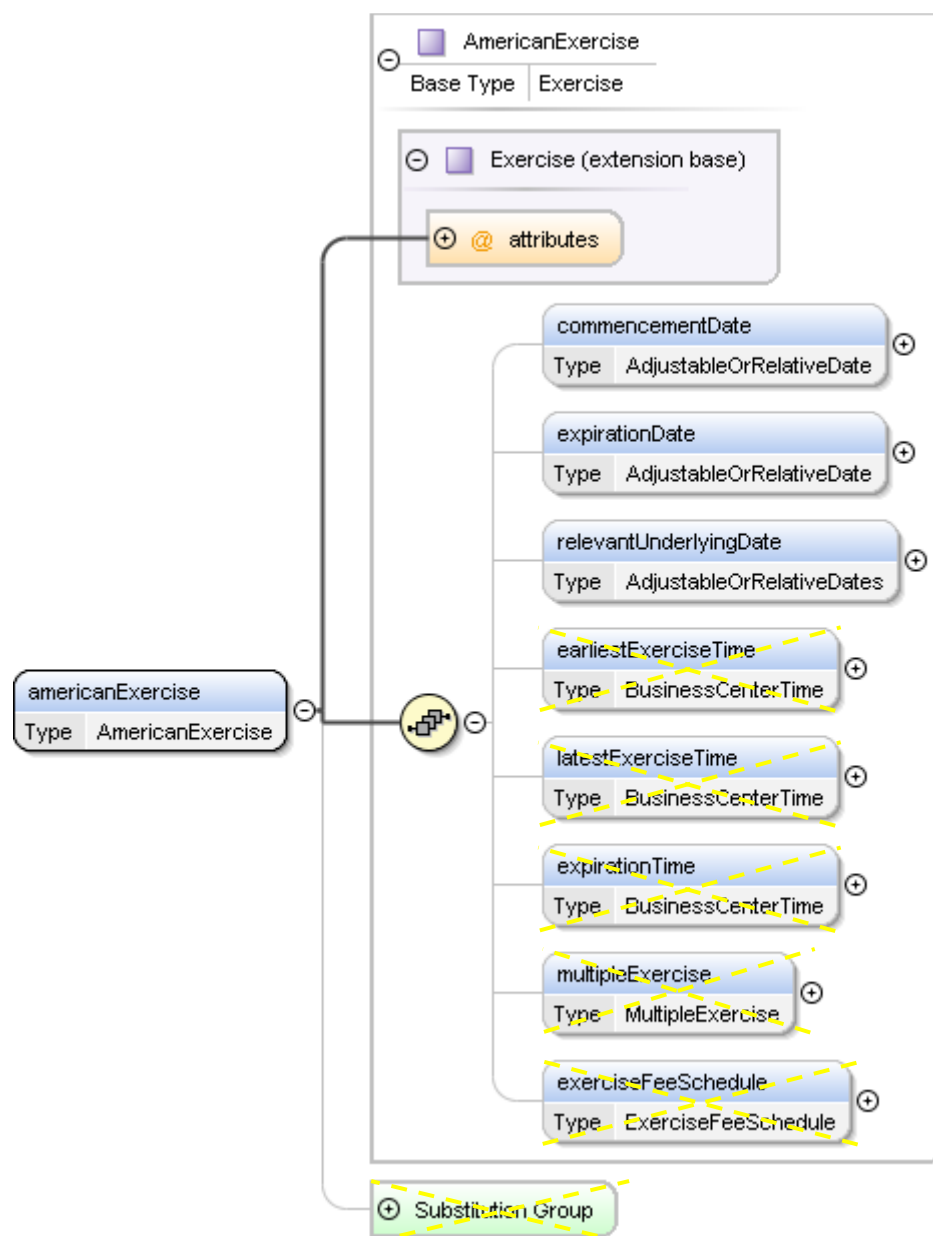 AmericanExercise
Base Type Exercise
Exercise (extension base)
@ attributes
commencementDate
Type AdjustableOrRelativeDate
expirationDate
Type AdjustableOrRelativeDate
relevantUnderlyingDate
Type AdjustableOrRelativeDates
earliestExerciseTime
Type BusinessCenterTime
americanExercise
Type AmericanExercise
latestExerciseTime
Type BusinessCenterTime
expirationTime
Type BusinessCenterTime
multipleExercise
Type MultipleExercise
exerciseFeeSchedule
Type ExerciseFeeSchedule
Substitution Group